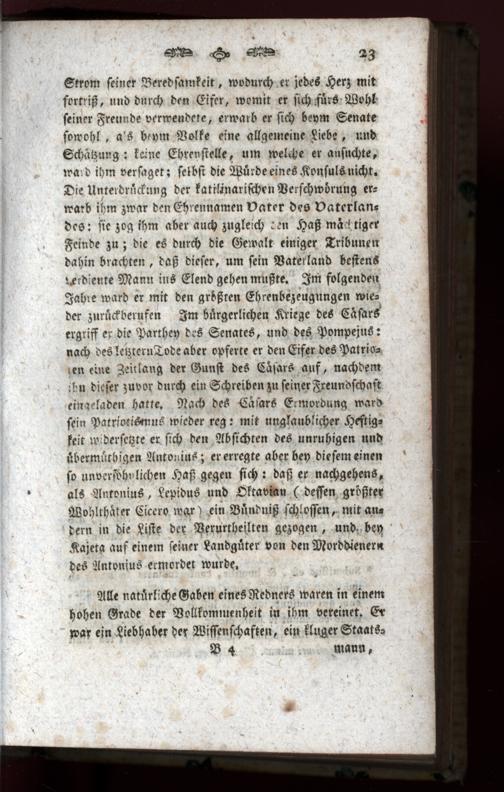 23
Strom seiner Beredsamkeit, wodurch er jedes Herz mit
fortriß, und durch den Eifer, womit er sich fürs Wohl
seiner Freunde verwendete, erwarb er sich beym Senate
sowohl, als beym Volke eine allgemeine Liebe, und
Schätzung: keine Ehrenstelle, um welche er ansuchte,
ward ihm versaget: selbst die Würde eines Konsuls nicht.
Die Unterdrückung der katilinarischen Verschwörung er-
warb ihm zwar den Ehrennamen Vater des Vaterlan-
des: sie zog ihm aber auch zugleich den Haß mächtiger
Feinde zu; die es durch die Gewalt einiger Tribunen
dahin brachten, daß dieser, um sein Vaterland bestens
verdiente Mann ins Elend gehen mußte. Im folgenden
Jahre ward er mit den größten Ehrenbezeugungen wie-
der zurückberufen Im bürgerlichen Kriege des Cäsars
ergriff er die Parthey des Senates, und des Pompejus:
nach des letztern Tode aber opferte er den Eifer des Patrio-
ten eine Zeitlang der Gunst des Cäsars auf, nachdem
ihn dieser zuvor durch ein Schreiben zu seiner Freundschaft
eingeladen hatte. Nach des Cäsars Ermordung ward
sein Patriotismus wieder reg: mit unglaublicher Heftig-
keit widersetzte er sich den Absichten des unruhigen und
übermüthigen Antonius; er erregte aber bey diesem einen
so unversöhnlichen Haß gegen sich: daß er nachgehens,
als Antonius, Lepidus und Oktavian (dessen größter
Wohlthäter Cicero war) ein Bündniß schlossen, mit an-
dern in die Liste der Verurtheilten gezogen, und bey
Kajeta auf einem seiner Landgüter von den Morddienern
des Antonius ermordet wurde.
Alle natürliche Gaben eines Redners waren in einem
hohen Grade der Vollkommenheit in ihm vereinet. Er
war ein Liebhaber der Wissenschaften, ein kluger Staats-
B 4 mann,